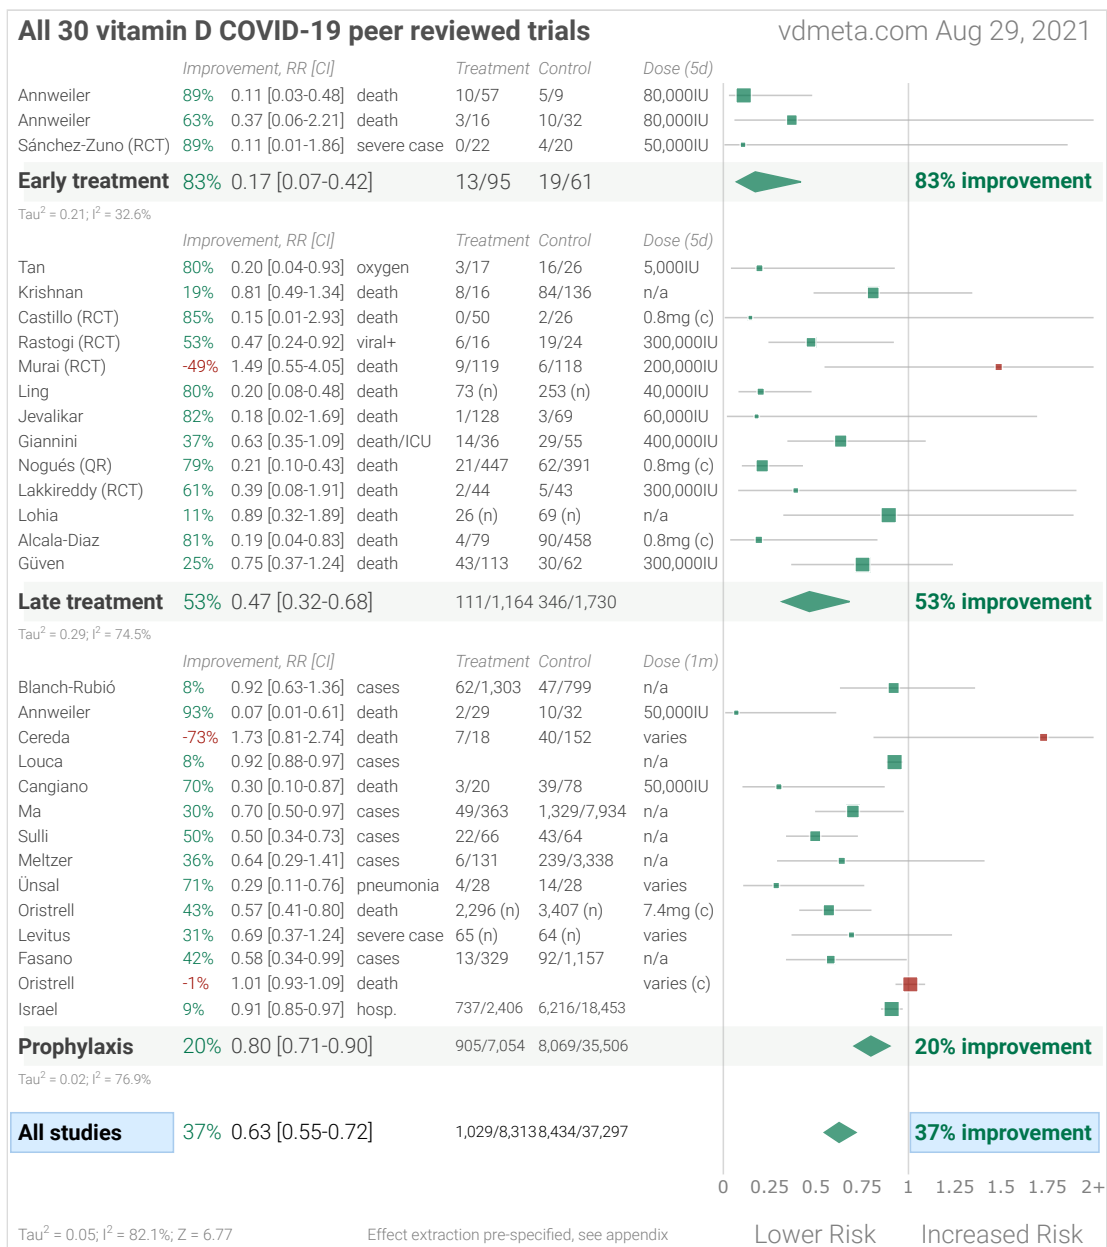 All 30 vitamin D COVID-19 peer reviewed trials vdmeta.com Aug 29, 2021
Improvement, RR [CI] Treatment Control Dose (5d)
Annweiler 89% 0.11 [0.03-0.48] death 10/57 5/9 80,000IU
Annweiler 63% 0.37 [0.06-2.21] death 3/16 10/32 80,000IU
Sánchez-Zuno (RCT) 89% 0.11 [0.01-1.86] severe case 0/22 4/20 50,000IU
Early treatment 83% 0.17 [0.07-0.42] 13/95 19/61 83% improvement
Tau² = 0.21; I² = 32.6%
Improvement, RR [CI] Treatment Control Dose (5d)
Tan 80% 0.20 [0.04-0.93] oxygen 3/17 16/26 5,000IU
Krishnan 19% 0.81 [0.49-1.34] death 8/16 84/136 n/a
Castillo (RCT) 85% 0.15 [0.01-2.93] death 0/50 2/26 0.8mg (c)
Rastogi (RCT) 53% 0.47 [0.24-0.92] viral+ 6/16 19/24 300,000IU
Murai (RCT) -49% 1.49 [0.55-4.05] death 9/119 6/118 200,000IU
Ling 80% 0.20 [0.08-0.48] death 73 (n) 253 (n) 40,000IU
Jevalikar 82% 0.18 [0.02-1.69] death 1/128 3/69 60,000IU
Giannini 37% 0.63 [0.35-1.09] death/ICU 14/36 29/55 400,000IU
Nogués (QR) 79% 0.21 [0.10-0.43] death 21/447 62/391 0.8mg (c)
Lakkireddy (RCT) 61% 0.39 [0.08-1.91] death 2/44 5/43 300,000IU
Lohia 11% 0.89 [0.32-1.89] death 26 (n) 69 (n) n/a
Alcala-Diaz 81% 0.19 [0.04-0.83] death 4/79 90/458 0.8mg (c)
Güven 25% 0.75 [0.37-1.24] death 43/113 30/62 300,000IU
Late treatment 53% 0.47 [0.32-0.68] 111/1,164 346/1,730 53% improvement
Tau² = 0.29; I² = 74.5%
Improvement, RR [CI] Treatment Control Dose (1m)
Blanch-Rubió 8% 0.92 [0.63-1.36] cases 62/1,303 47/799 n/a
Annweiler 93% 0.07 [0.01-0.61] death 2/29 10/32 50,000IU
Cereda -73% 1.73 [0.81-2.74] death 7/18 40/152 varies
Louca 8% 0.92 [0.88-0.97] cases n/a
Cangiano 70% 0.30 [0.10-0.87] death 3/20 39/78 50,000IU
Ma 30% 0.70 [0.50-0.97] cases 49/363 1,329/7,934 n/a
Sulli 50% 0.50 [0.34-0.73] cases 22/66 43/64 n/a
Meltzer 36% 0.64 [0.29-1.41] cases 6/131 239/3,338 n/a
Ünsal 71% 0.29 [0.11-0.76] pneumonia 4/28 14/28 varies
Oristrell 43% 0.57 [0.41-0.80] death 2,296 (n) 3,407 (n) 7.4mg (c)
Levitus 31% 0.69 [0.37-1.24] severe case 65 (n) 64 (n) varies
Fasano 42% 0.58 [0.34-0.99] cases 13/329 92/1,157 n/a
Oristrell -1% 1.01 [0.93-1.09] death varies (c)
Israel 9% 0.91 [0.85-0.97] hosp. 737/2,406 6,216/18,453
Prophylaxis 20% 0.80 [0.71-0.90] 905/7,054 8,069/35,506 20% improvement
Tau² = 0.02; I² = 76.9%
All studies 37% 0.63 [0.55-0.72] 1,029/8,313 8,434/37,297 37% improvement
0 0.25 0.5 0.75 1 1.25 1.5 1.75 2+
Tau² = 0.05; I² = 82.1%; Z = 6.77 Effect extraction pre-specified, see appendix Lower Risk Increased Risk